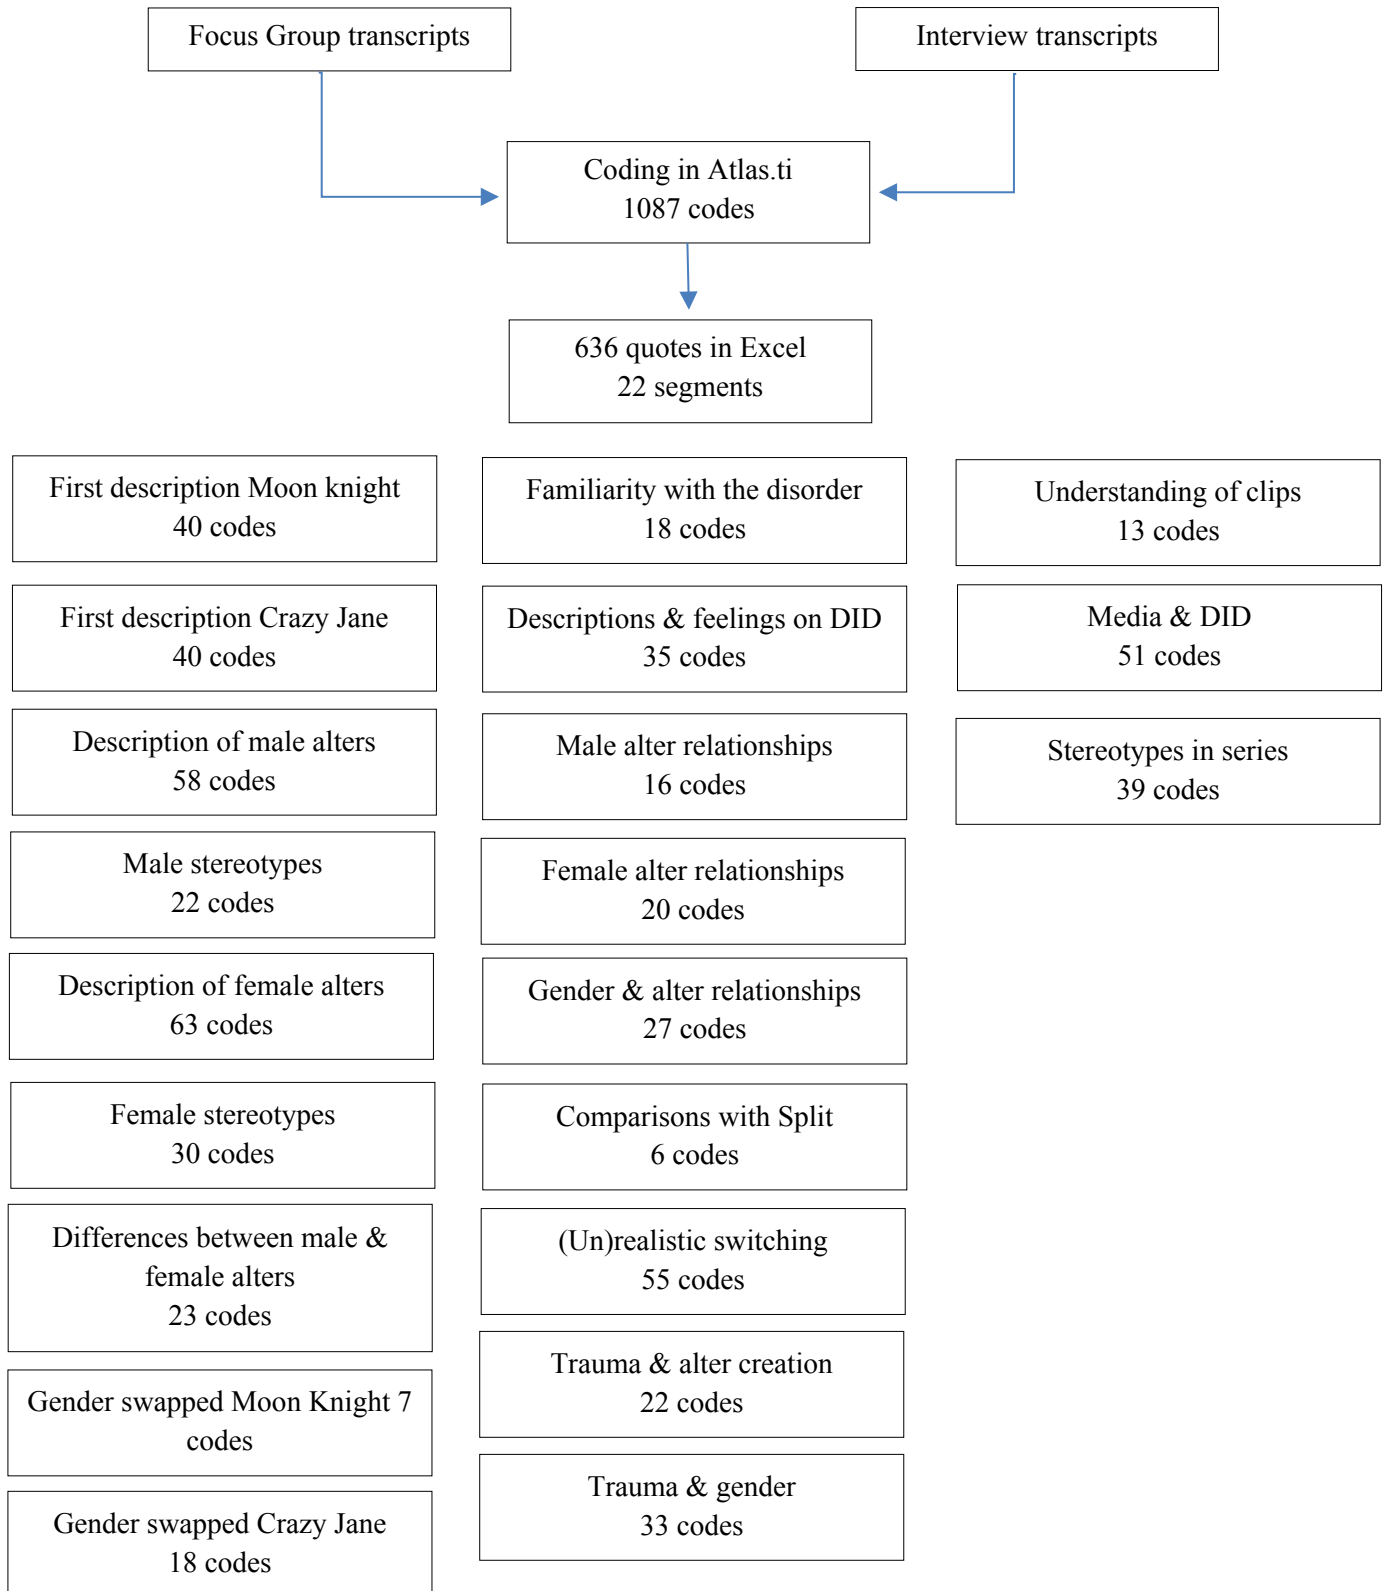 Focus Group transcripts
Interview transcripts
Coding in Atlas.ti
1087 codes
636 quotes in Excel
22 segments
First description Moon knight
40 codes
First description Crazy Jane
40 codes
Description of male alters
58 codes
Male stereotypes
22 codes
Description of female alters
63 codes
Female stereotypes
30 codes
Differences between male &
female alters
23 codes
Gender swapped Moon Knight 7
codes
Gender swapped Crazy Jane
18 codes
Familiarity with the disorder
18 codes
Descriptions & feelings on DID
35 codes
Male alter relationships
16 codes
Female alter relationships
20 codes
Gender & alter relationships
27 codes
Comparisons with Split
6 codes
(Un)realistic switching
55 codes
Trauma & alter creation
22 codes
Trauma & gender
33 codes
Understanding of clips
13 codes
Media & DID
51 codes
Stereotypes in series
39 codes